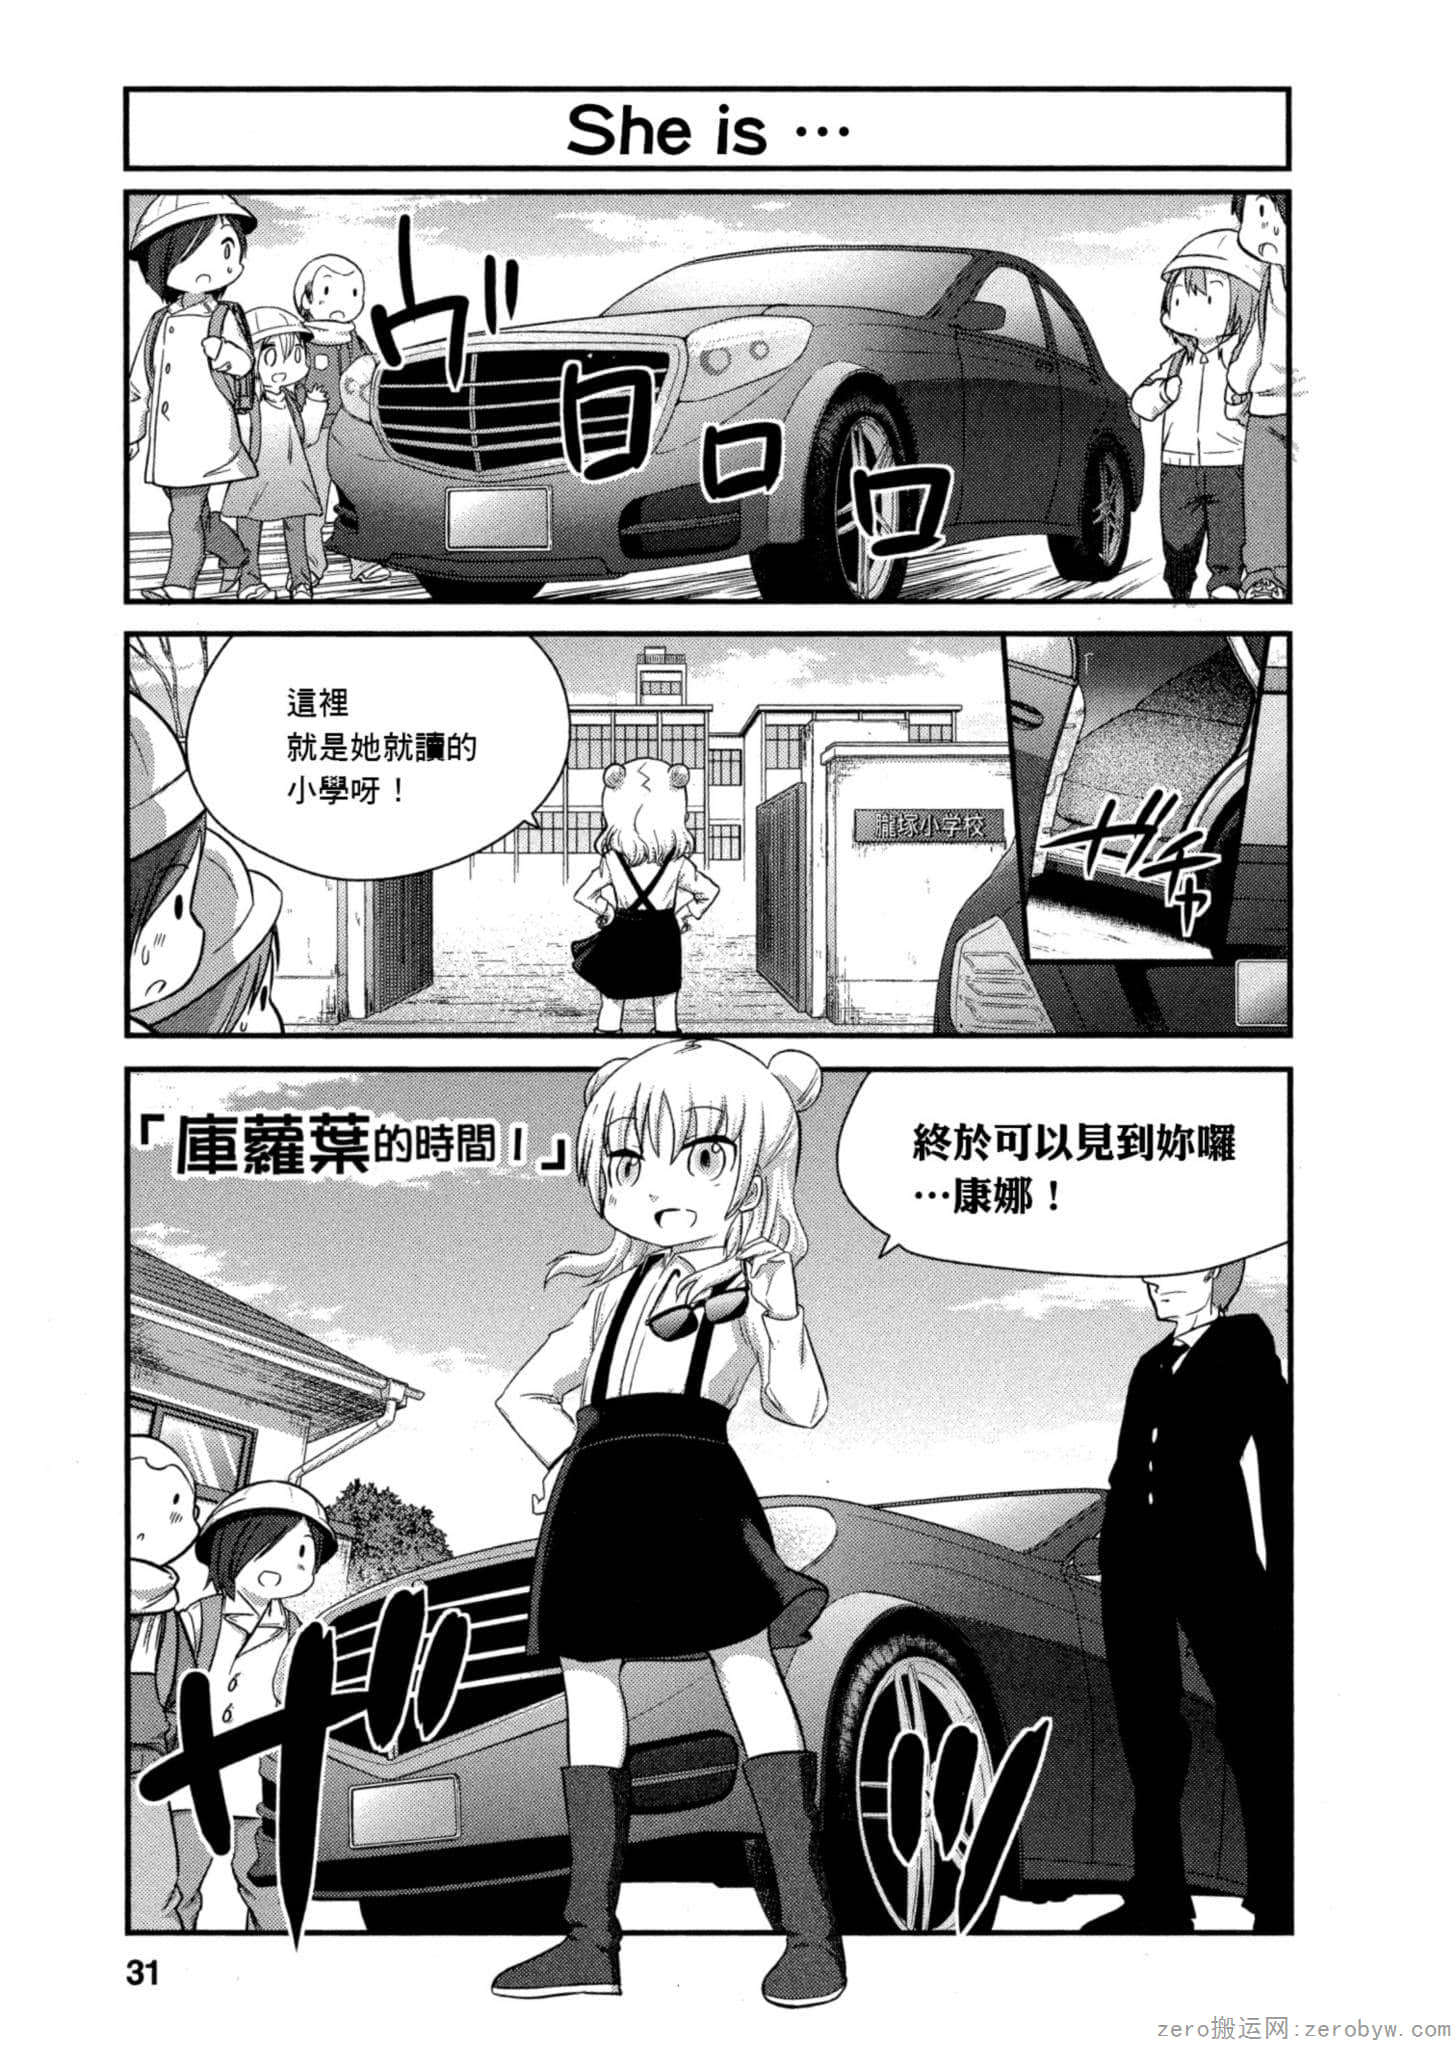 She is …
ヴロロロ
ガチャ
朧塚小学校
這裡
就是她就讀的
小學呀！
終於可以見到妳囉
…康娜！
「庫蘿葉的時間！」
ザッ
31
zero搬运网:zerobyw.com